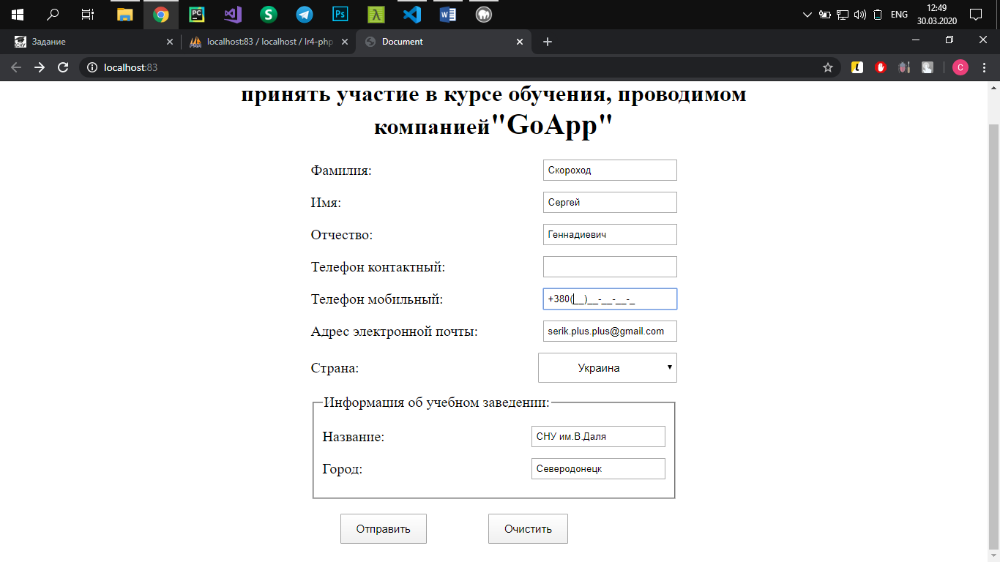 PC
S
Ps
λ
W
ENG
12:49
30.03.2020
Задание
localhost:83 / localhost / lr4-php
Document
localhost:83
L
C
принять участие в курсе обучения, проводимом
компанией"GoApp"
Фамилия: Скороход
Имя: Сергей
Отчество: Геннадиевич
Телефон контактный:
Телефон мобильный: +380(__)__-__-__-_
Адрес электронной почты: serik.plus.plus@gmail.com
Страна: Украина
Информация об учебном заведении:
Название: СНУ им.В.Даля
Город: Северодонецк
Отправить Очистить